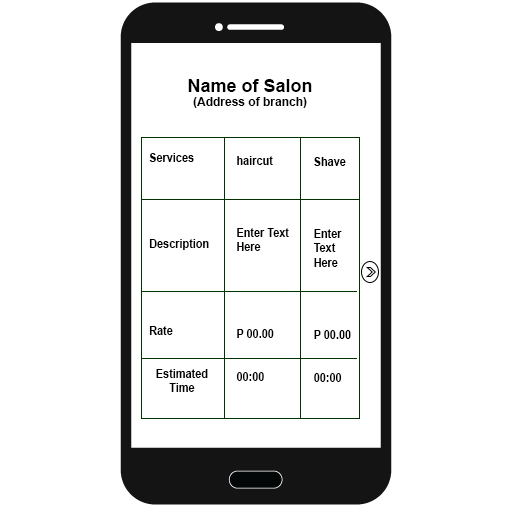 Name of Salon
(Address of branch)
Services haircut Shave
Description Enter Text Here Enter Text Here
Rate P 00.00 P 00.00
Estimated Time 00:00 00:00